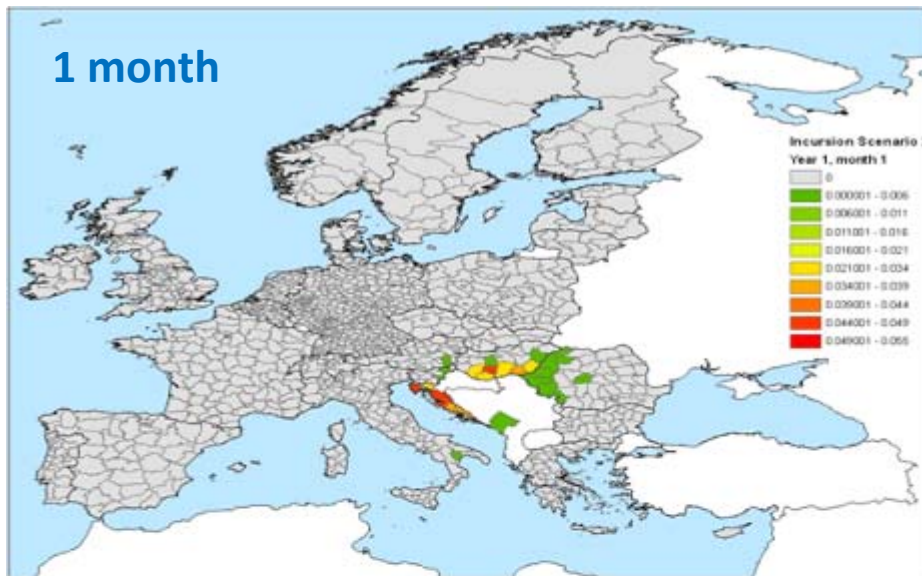 1 month
Incursion Scenario
Year 1, month 1
0
0.000001 - 0.006
0.006001 - 0.011
0.011001 - 0.016
0.016001 - 0.021
0.021001 - 0.034
0.034001 - 0.039
0.039001 - 0.044
0.044001 - 0.049
0.049001 - 0.055